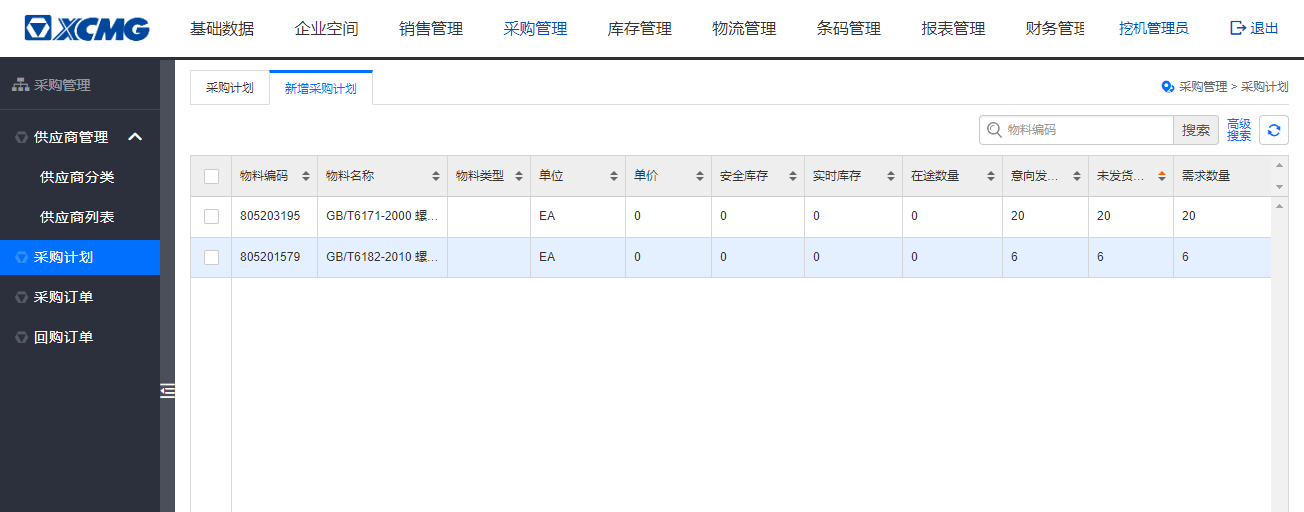 XCMG 基础数据 企业空间 销售管理 采购管理 库存管理 物流管理 条码管理 报表管理 财务管理 挖机管理员 退出
采购管理
供应商管理
供应商分类
供应商列表
采购计划
采购订单
回购订单
采购计划 新增采购计划 采购管理 > 采购计划
物料编码 搜索 高级搜索
物料编码 物料名称 物料类型 单位 单价 安全库存 实时库存 在途数量 意向发... 未发货... 需求数量
805203195 GB/T6171-2000 螺... EA 0 0 0 0 20 20 20
805201579 GB/T6182-2010 螺... EA 0 0 0 0 6 6 6